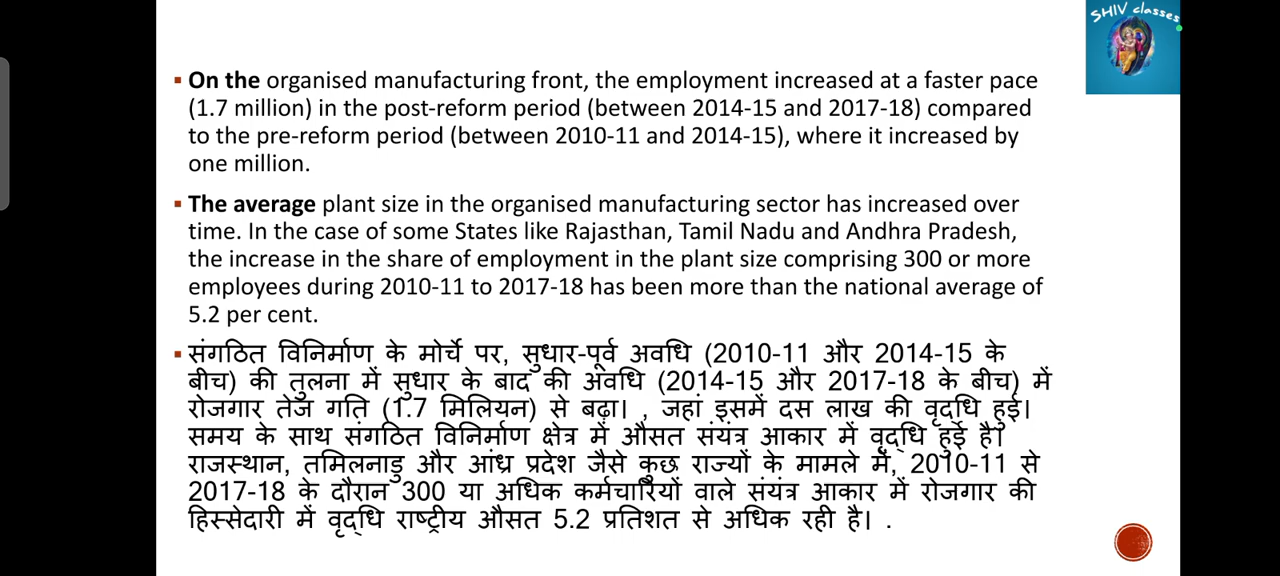 SHIV classes
▪ On the organised manufacturing front, the employment increased at a faster pace
(1.7 million) in the post-reform period (between 2014-15 and 2017-18) compared
to the pre-reform period (between 2010-11 and 2014-15), where it increased by
one million.
▪ The average plant size in the organised manufacturing sector has increased over
time. In the case of some States like Rajasthan, Tamil Nadu and Andhra Pradesh,
the increase in the share of employment in the plant size comprising 300 or more
employees during 2010-11 to 2017-18 has been more than the national average of
5.2 per cent.
▪ संगठित विनिर्माण के मोर्चे पर, सुधार-पूर्व अवधि (2010-11 और 2014-15 के
बीच) की तुलना में सुधार के बाद की अवधि (2014-15 और 2017-18 के बीच) में
रोजगार तेज गति (1.7 मिलियन) से बढ़ा। , जहां इसमें दस लाख की वृद्धि हुई।
समय के साथ संगठित विनिर्माण क्षेत्र में औसत संयंत्र आकार में वृद्धि हुई है।
राजस्थान, तमिलनाडु और आंध्र प्रदेश जैसे कुछ राज्यों के मामले में, 2010-11 से
2017-18 के दौरान 300 या अधिक कर्मचारियों वाले संयंत्र आकार में रोजगार की
हिस्सेदारी में वृद्धि राष्ट्रीय औसत 5.2 प्रतिशत से अधिक रही है। .